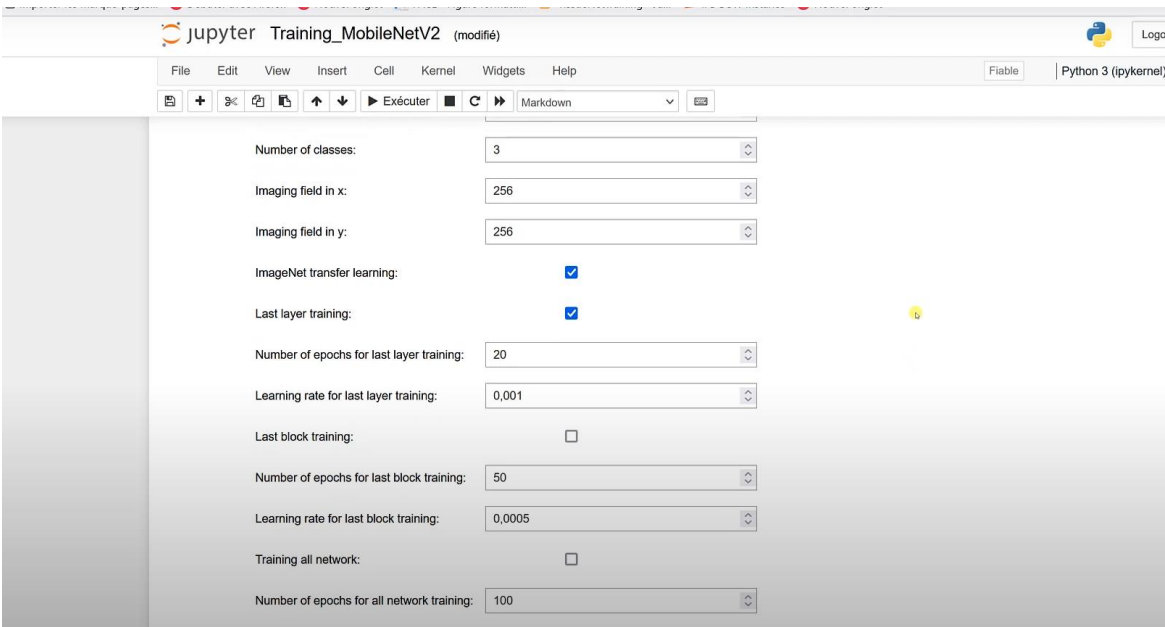 jupyter Training_MobileNetV2 (modifié)
Logo
File Edit View Insert Cell Kernel Widgets Help
Fiable
Python 3 (ipykernel)
Exécuter
Markdown
Number of classes: 3
Imaging field in x: 256
Imaging field in y: 256
ImageNet transfer learning:
Last layer training:
Number of epochs for last layer training: 20
Learning rate for last layer training: 0,001
Last block training:
Number of epochs for last block training: 50
Learning rate for last block training: 0,0005
Training all network:
Number of epochs for all network training: 100